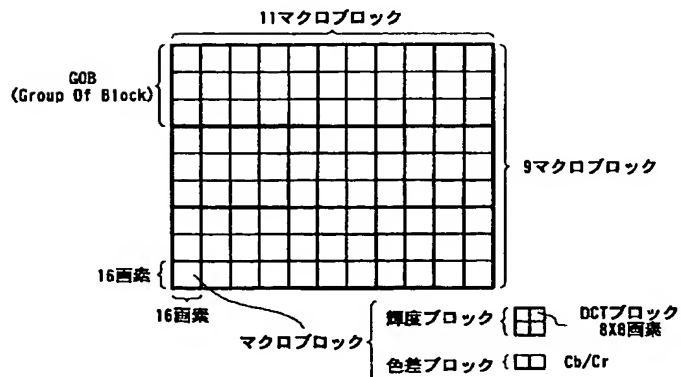 11マクロブロック
GOB
(Group Of Block)
9マクロブロック
16画素
16画素
マクロブロック
輝度ブロック
DCTブロック
8X8画素
色差ブロック
Cb/Cr